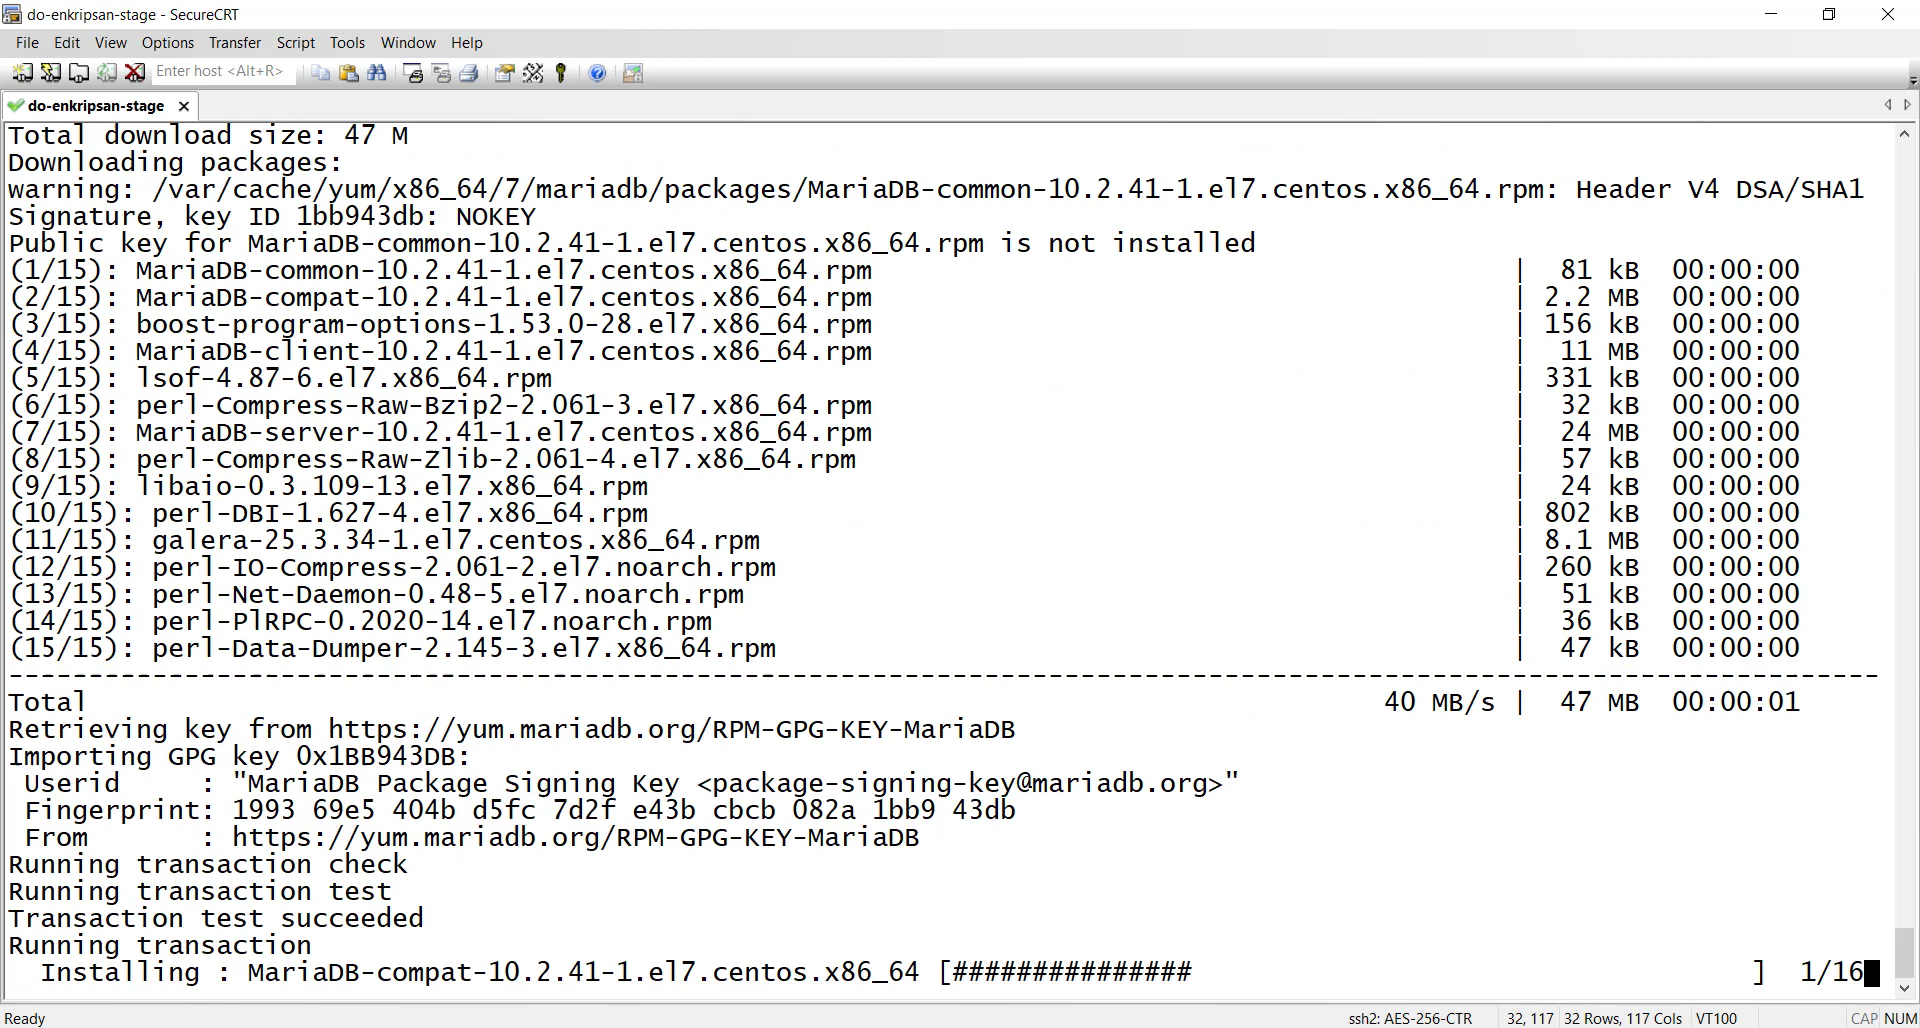 do-enkripsan-stage - SecureCRT
File Edit View Options Transfer Script Tools Window Help
Enter host <Alt+R>
do-enkripsan-stage
Total download size: 47 M
Downloading packages:
warning: /var/cache/yum/x86_64/7/mariadb/packages/MariaDB-common-10.2.41-1.el7.centos.x86_64.rpm: Header V4 DSA/SHA1
Signature, key ID 1bb943db: NOKEY
Public key for MariaDB-common-10.2.41-1.el7.centos.x86_64.rpm is not installed
(1/15): MariaDB-common-10.2.41-1.el7.centos.x86_64.rpm | 81 kB 00:00:00
(2/15): MariaDB-compat-10.2.41-1.el7.centos.x86_64.rpm | 2.2 MB 00:00:00
(3/15): boost-program-options-1.53.0-28.el7.x86_64.rpm | 156 kB 00:00:00
(4/15): MariaDB-client-10.2.41-1.el7.centos.x86_64.rpm | 11 MB 00:00:00
(5/15): lsof-4.87-6.el7.x86_64.rpm | 331 kB 00:00:00
(6/15): perl-Compress-Raw-Bzip2-2.061-3.el7.x86_64.rpm | 32 kB 00:00:00
(7/15): MariaDB-server-10.2.41-1.el7.centos.x86_64.rpm | 24 MB 00:00:00
(8/15): perl-Compress-Raw-Zlib-2.061-4.el7.x86_64.rpm | 57 kB 00:00:00
(9/15): libaio-0.3.109-13.el7.x86_64.rpm | 24 kB 00:00:00
(10/15): perl-DBI-1.627-4.el7.x86_64.rpm | 802 kB 00:00:00
(11/15): galera-25.3.34-1.el7.centos.x86_64.rpm | 8.1 MB 00:00:00
(12/15): perl-IO-Compress-2.061-2.el7.noarch.rpm | 260 kB 00:00:00
(13/15): perl-Net-Daemon-0.48-5.el7.noarch.rpm | 51 kB 00:00:00
(14/15): perl-PlRPC-0.2020-14.el7.noarch.rpm | 36 kB 00:00:00
(15/15): perl-Data-Dumper-2.145-3.el7.x86_64.rpm | 47 kB 00:00:00
---------------------------------------------------------------------------------------------------------------------
Total 40 MB/s | 47 MB 00:00:01
Retrieving key from https://yum.mariadb.org/RPM-GPG-KEY-MariaDB
Importing GPG key 0x1BB943DB:
Userid : "MariaDB Package Signing Key <package-signing-key@mariadb.org>"
Fingerprint: 1993 69e5 404b d5fc 7d2f e43b cbcb 082a 1bb9 43db
From : https://yum.mariadb.org/RPM-GPG-KEY-MariaDB
Running transaction check
Running transaction test
Transaction test succeeded
Running transaction
Installing : MariaDB-compat-10.2.41-1.el7.centos.x86_64 [############### ] 1/16
Ready ssh2: AES-256-CTR 32, 117 32 Rows, 117 Cols VT100 CAP NUM